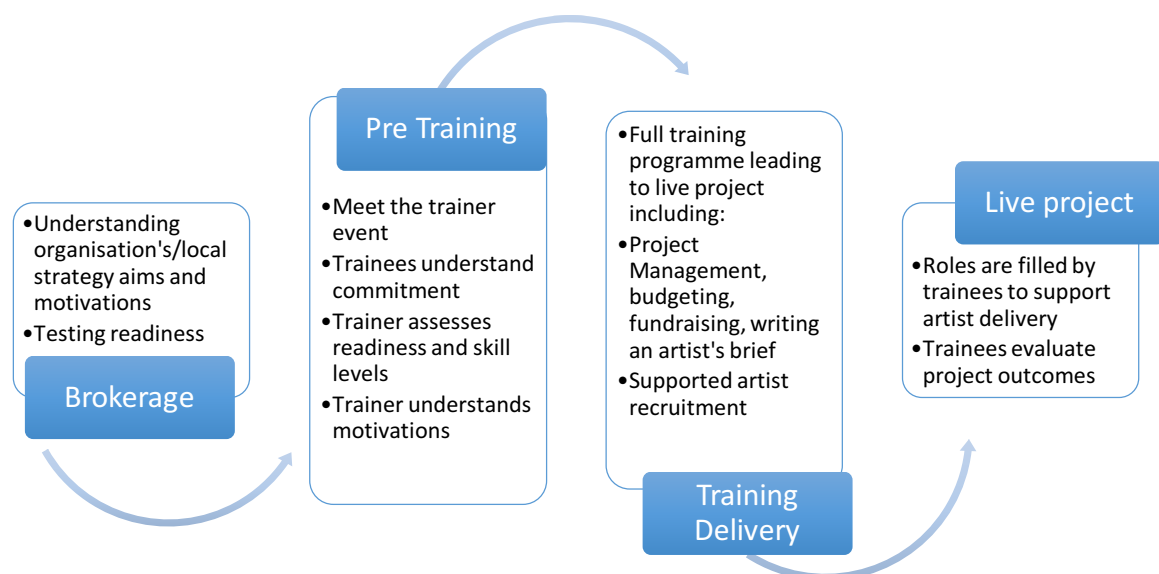 •Understanding
organisation's/local
strategy aims and
motivations
•Testing readiness
Brokerage
Pre Training
•Meet the trainer
event
•Trainees understand
commitment
•Trainer assesses
readiness and skill
levels
•Trainer understands
motivations
•Full training
programme leading
to live project
including:
•Project
Management,
budgeting,
fundraising, writing
an artist's brief
•Supported artist
recruitment
Training
Delivery
Live project
•Roles are filled by
trainees to support
artist delivery
•Trainees evaluate
project outcomes